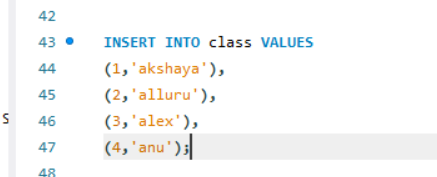 42
43 INSERT INTO class VALUES
44 (1,'akshaya'),
45 (2,'alluru'),
S 46 (3,'alex'),
47 (4,'anu');
48